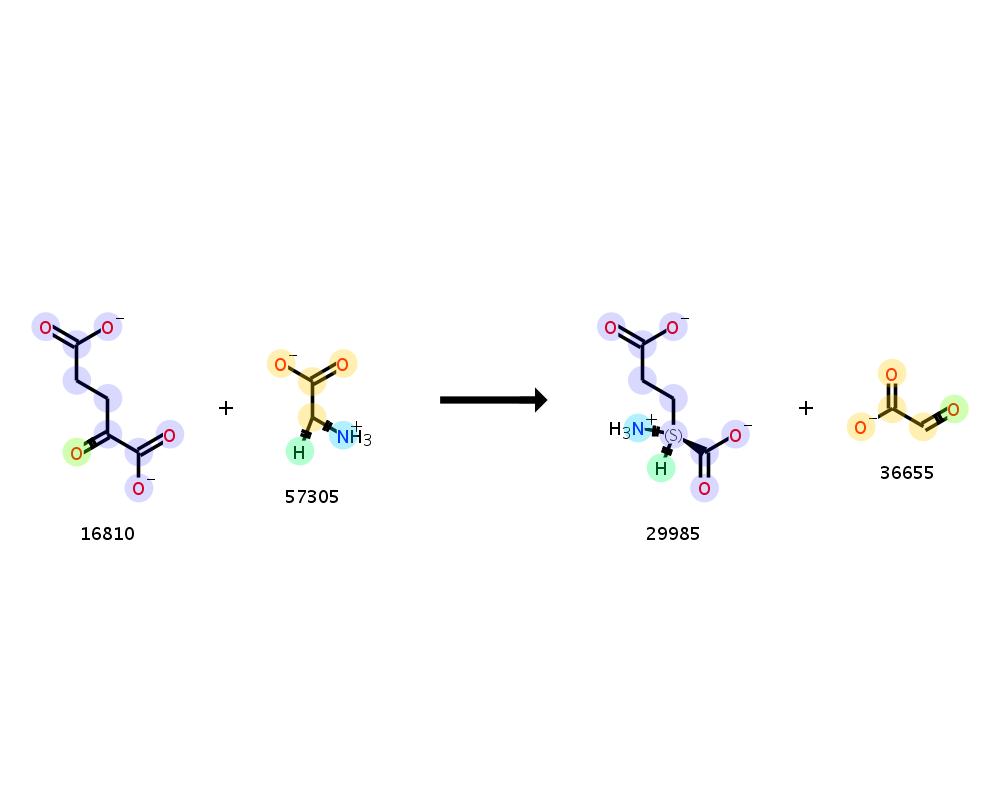 O O⁻
O O
O⁻
16810
+
O⁻ O
H NH₃⁺
57305
O O⁻
H₃N⁺ (S) O⁻
H
O
29985
+
O
O⁻ O
36655